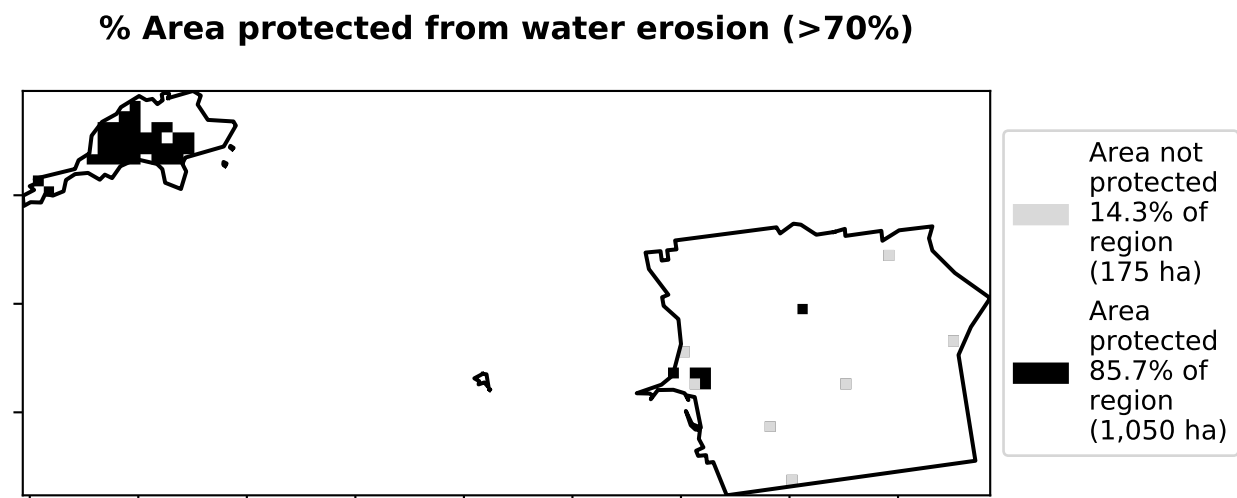 % Area protected from water erosion (>70%)
Area not
protected
14.3% of
region
(175 ha)
Area
protected
85.7% of
region
(1,050 ha)